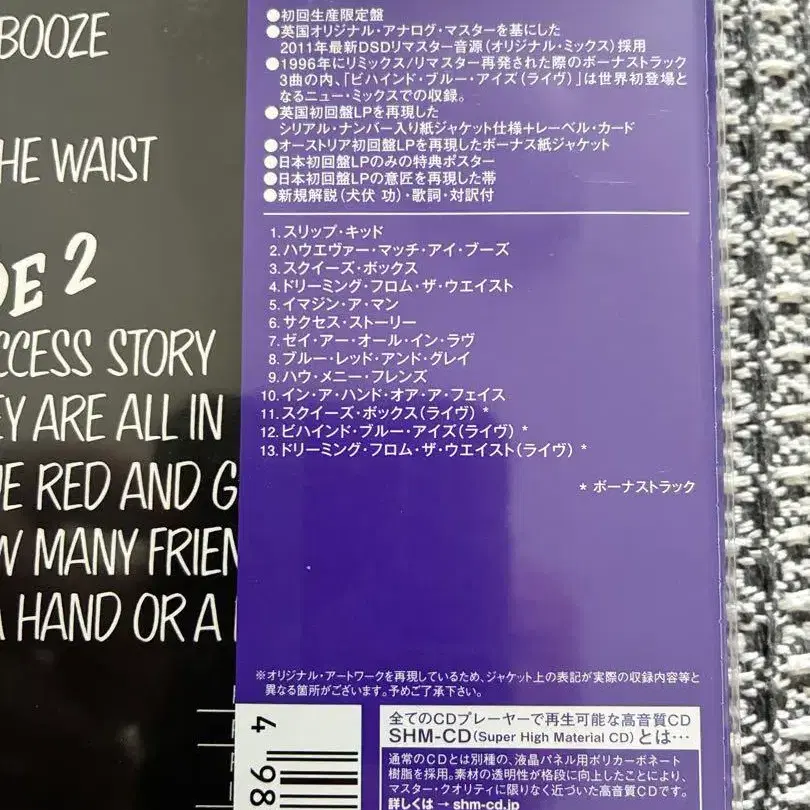 BOOZE
HE WAIST
DE 2
CCESS STORY
EY ARE ALL IN
UE RED AND G
W MANY FRIEN
A HAND OR A
●初回生産限定盤
●英国オリジナル・アナログ・マスターを基にした
2011年最新DSDリマスター音源(オリジナル・ミックス)採用
●1996年にリミックス/リマスター再発された際のボーナストラック
3曲の内、「ビハインド・ブルー・アイズ(ライヴ)」は世界初登場と
なるニュー・ミックスでの収録。
●英国初回盤LPを再現した
シリアル・ナンバー入り紙ジャケット仕様+レーベル・カード
●オーストリア初回盤LPを再現したボーナス紙ジャケット
●日本初回盤LPのみの特典ポスター
●日本初回盤LPの意匠を再現した帯
●新規解説(犬伏 功)・歌詞・対訳付
1. スリップ・キッド
2. ハウエヴァー・マッチ・アイ・ブーズ
3. スクイーズ・ボックス
4. ドリーミング・フロム・ザ・ウエイスト
5. イマジン・ア・マン
6. サクセス・ストーリー
7. ゼイ・アー・オール・イン・ラヴ
8. ブルー・レッド・アンド・グレイ
9. ハウ・メニー・フレンズ
10. イン・ア・ハンド・オア・ア・フェイス
11. スクイーズ・ボックス(ライヴ) *
12. ビハインド・ブルー・アイズ(ライヴ) *
13. ドリーミング・フロム・ザ・ウエイスト(ライヴ) *
* ボーナストラック
※オリジナル・アートワークを再現しているため、ジャケット上の表記が実際の収録内容等と
異なる箇所がございます。予めご了承下さい。
4 98
全てのCDプレーヤーで再生可能な高音質CD
SHM-CD(Super High Material CD)とは…
通常のCDとは別種の、液晶パネル用ポリカーボネート
樹脂を採用。素材の透明性が格段に向上したことにより、
マスター・クオリティに限りなく近づいた高音質CDです。
詳しくは → shm-cd.jp